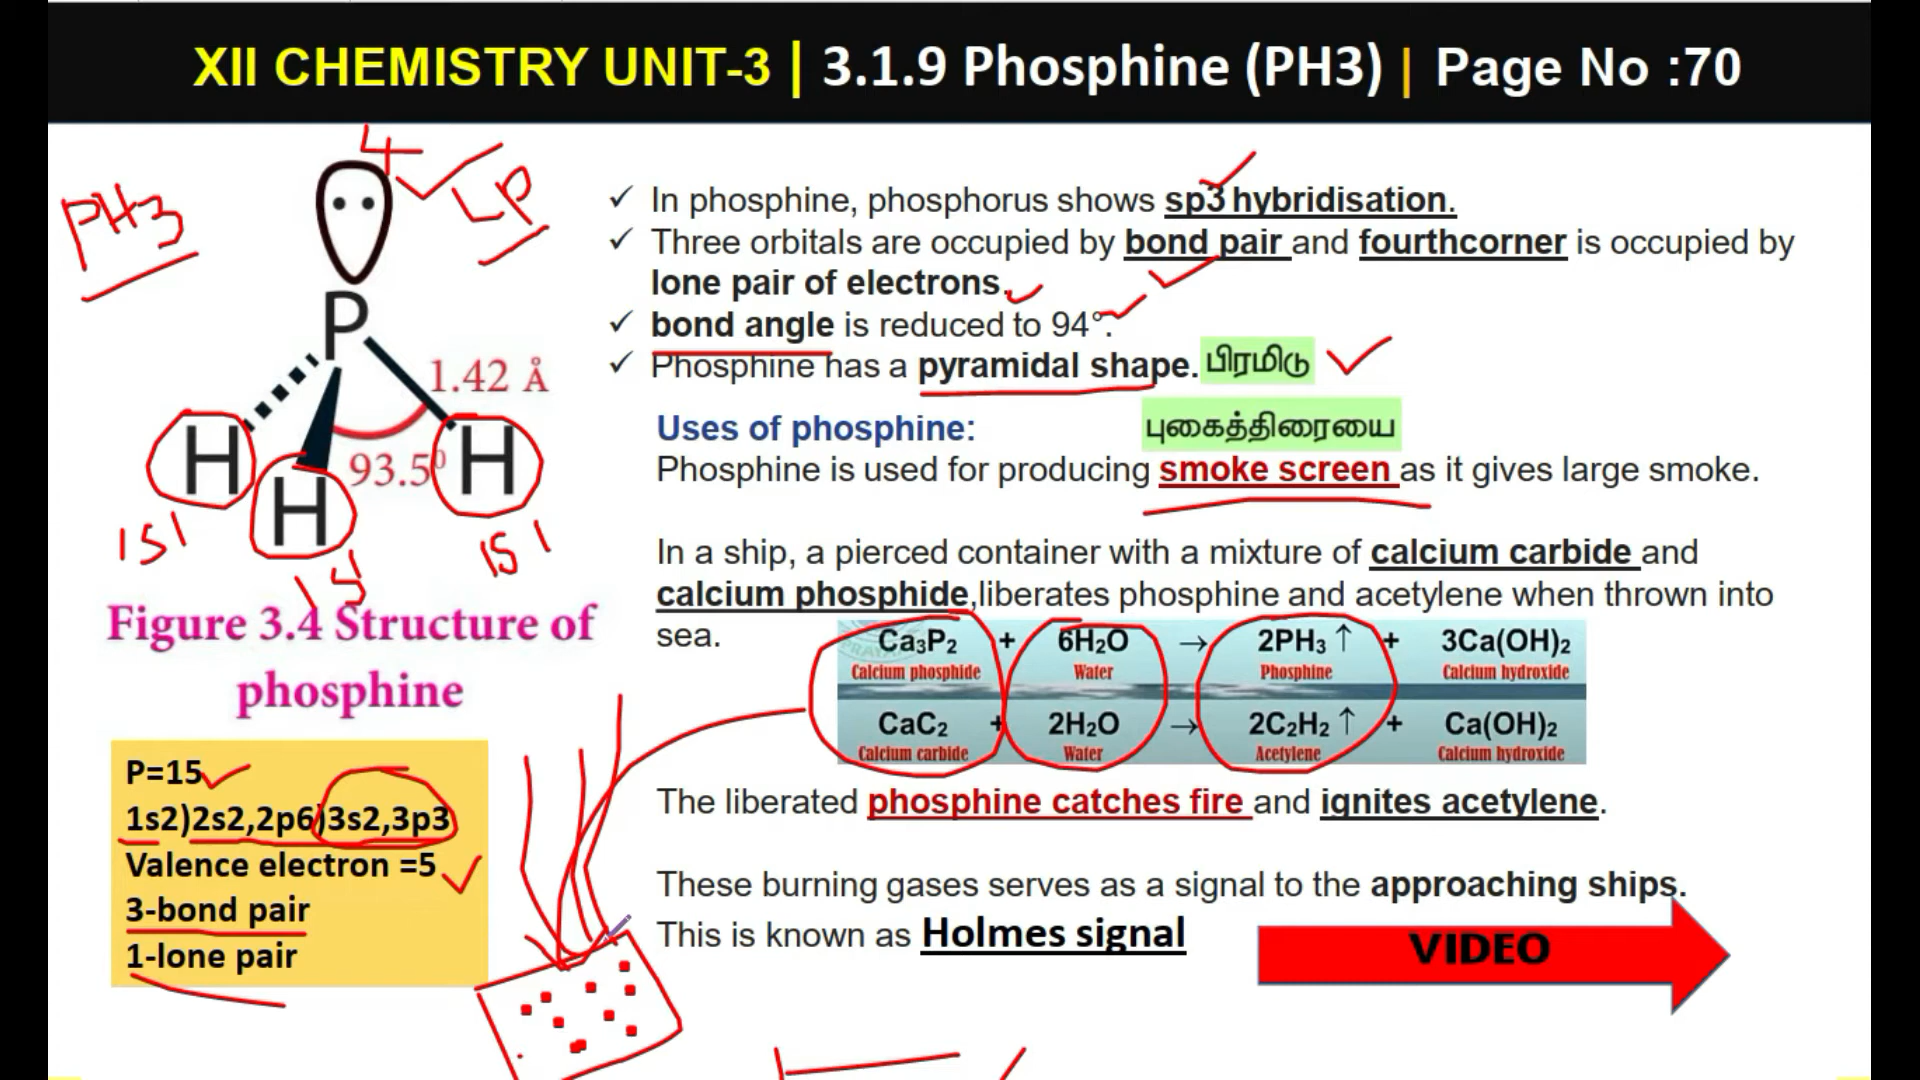 XII CHEMISTRY UNIT-3 | 3.1.9 Phosphine (PH3) | Page No :70
4
LP
PH3
P
1.42 Å
93.5⁰
H
H
H
1s1
1s1
1s1
Figure 3.4 Structure of
phosphine
P=15
1s2)2s2,2p6)3s2,3p3
Valence electron =5
3-bond pair
1-lone pair
✓ In phosphine, phosphorus shows sp3 hybridisation.
✓ Three orbitals are occupied by bond pair and fourthcorner is occupied by
lone pair of electrons.
✓ bond angle is reduced to 94°.
✓ Phosphine has a pyramidal shape. பிரமிடு
Uses of phosphine: புகைத்திரையை
Phosphine is used for producing smoke screen as it gives large smoke.
In a ship, a pierced container with a mixture of calcium carbide and
calcium phosphide,liberates phosphine and acetylene when thrown into
sea.
Ca₃P₂ + 6H₂O → 2PH₃ ↑ + 3Ca(OH)₂
Calcium phosphide Water Phosphine Calcium hydroxide
CaC₂ + 2H₂O → 2C₂H₂ ↑ + Ca(OH)₂
Calcium carbide Water Acetylene Calcium hydroxide
The liberated phosphine catches fire and ignites acetylene.
These burning gases serves as a signal to the approaching ships.
This is known as Holmes signal
VIDEO